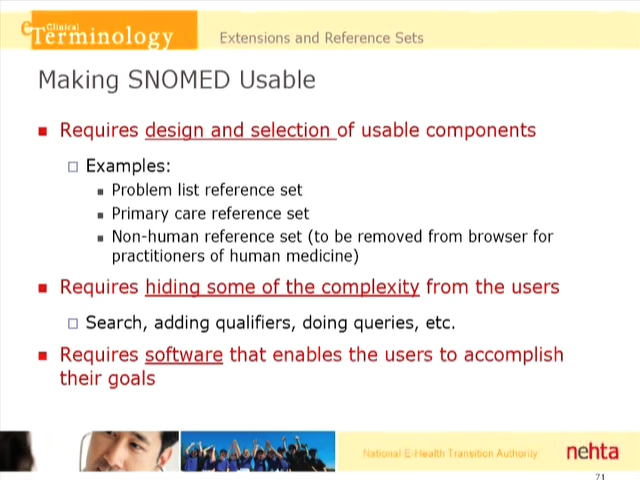 e-Clinical
Terminology
Extensions and Reference Sets
Making SNOMED Usable
Requires design and selection of usable components
Examples:
Problem list reference set
Primary care reference set
Non-human reference set (to be removed from browser for
practitioners of human medicine)
Requires hiding some of the complexity from the users
Search, adding qualifiers, doing queries, etc.
Requires software that enables the users to accomplish
their goals
National E-Health Transition Authority
nehta
71